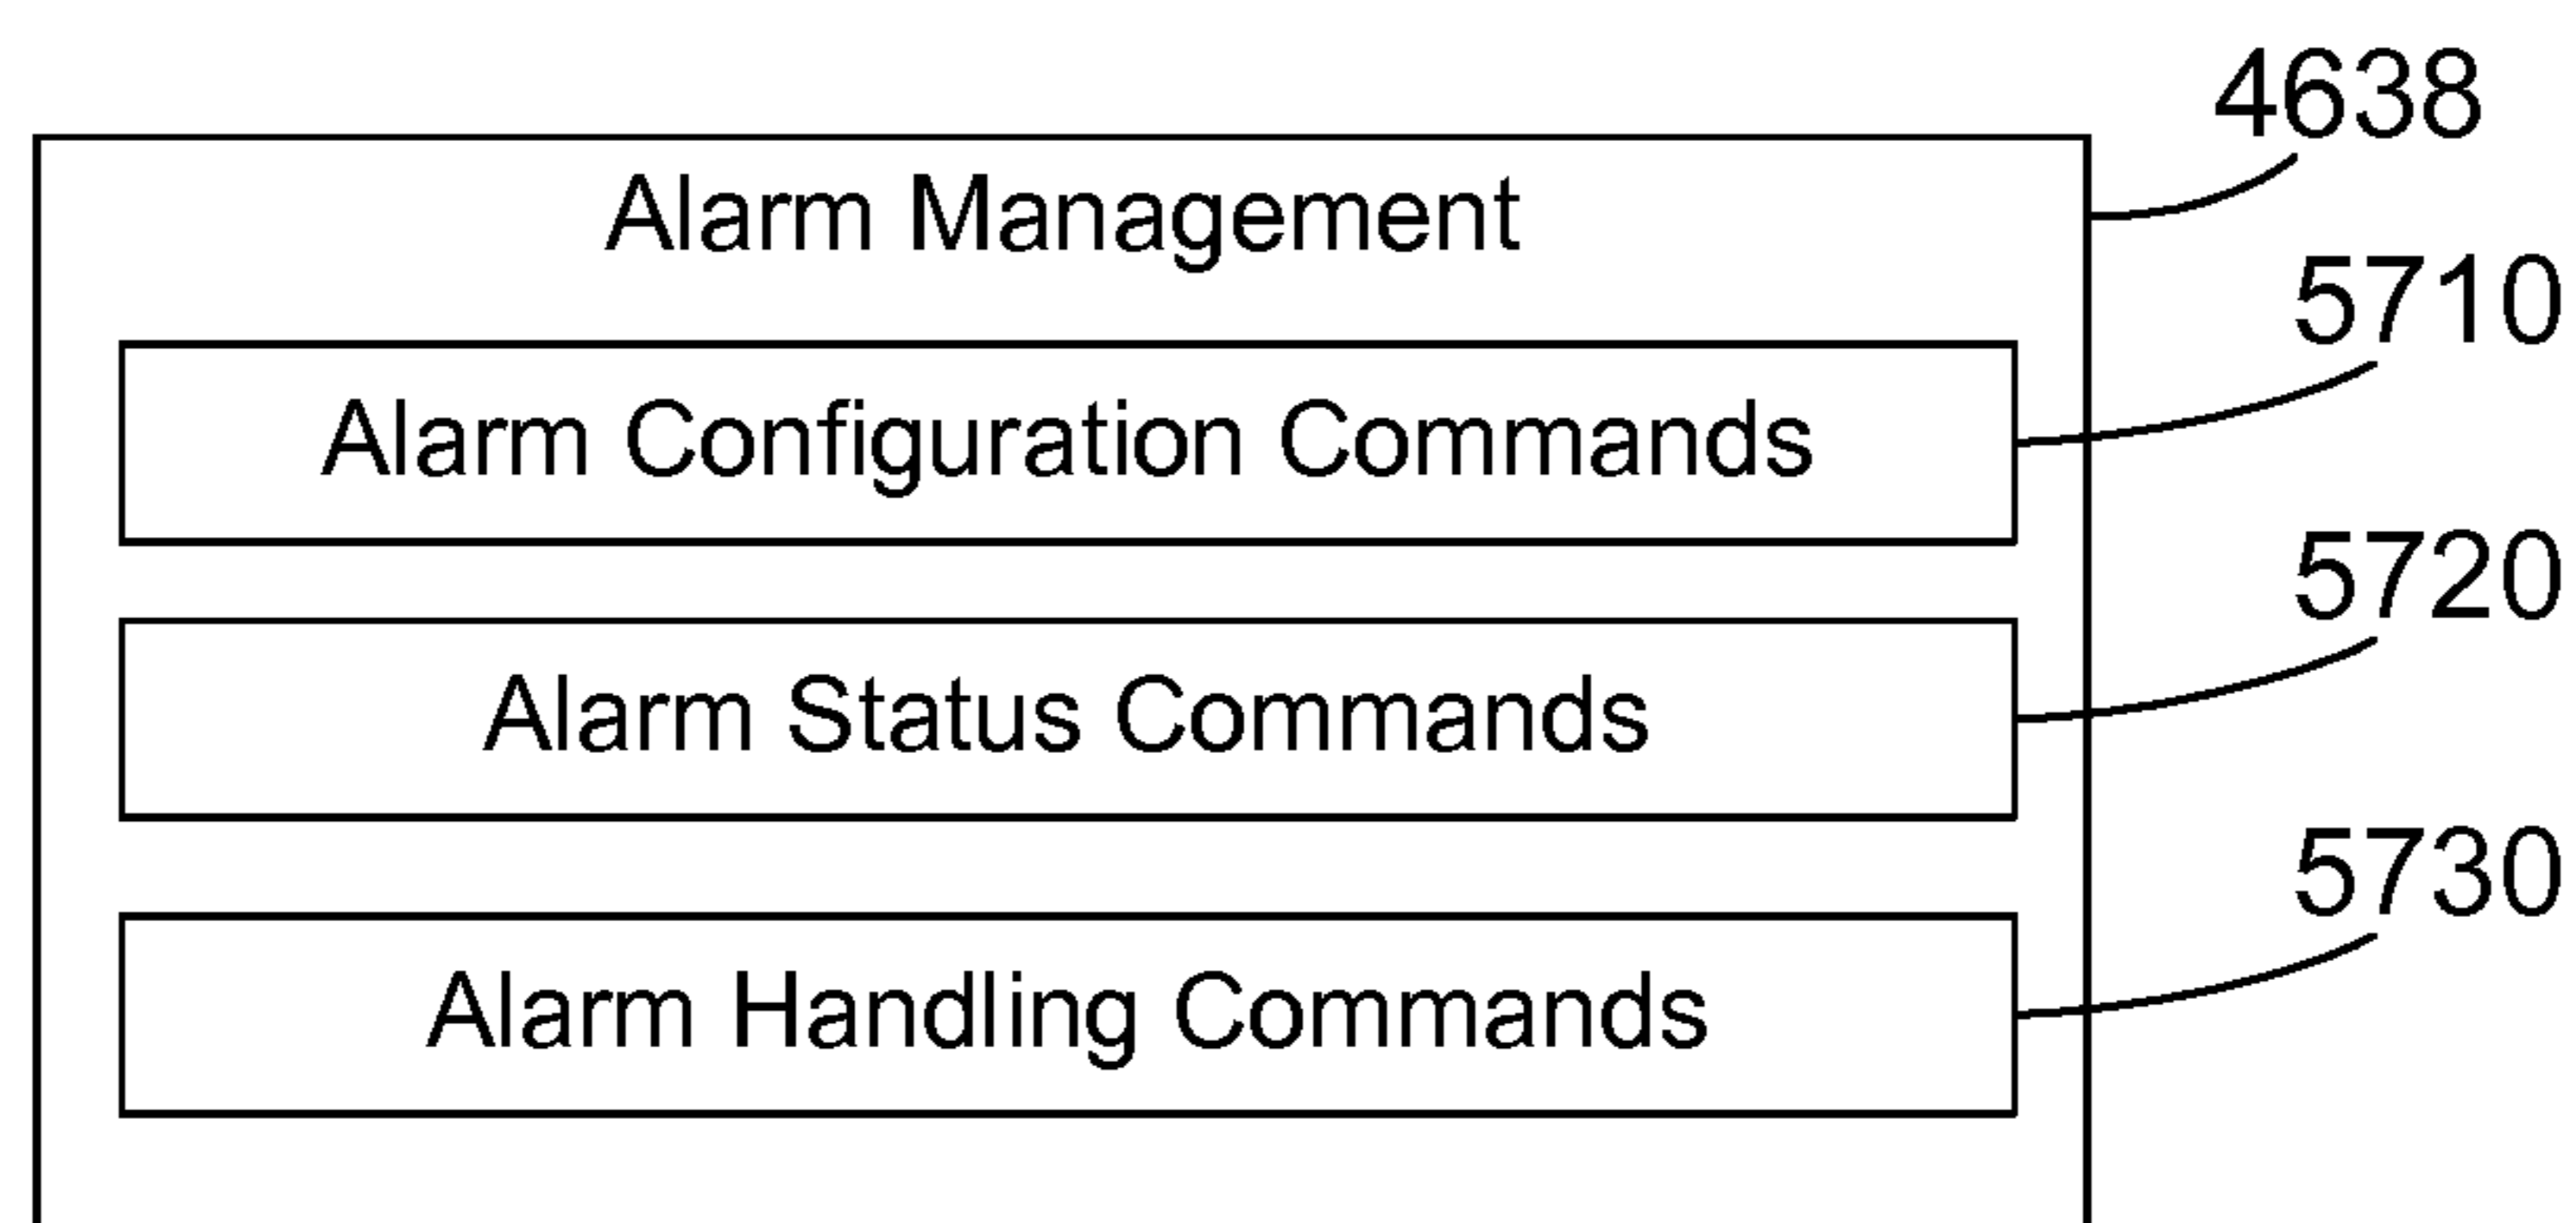 4638
Alarm Management
5710
Alarm Configuration Commands
5720
Alarm Status Commands
5730
Alarm Handling Commands